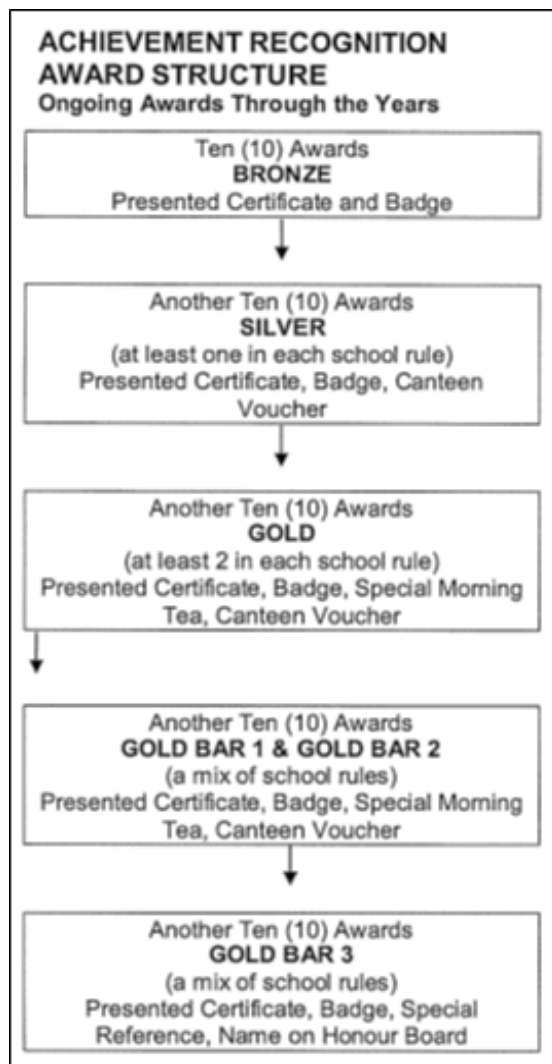 ACHIEVEMENT RECOGNITION
AWARD STRUCTURE
Ongoing Awards Through the Years
Ten (10) Awards
BRONZE
Presented Certificate and Badge
Another Ten (10) Awards
SILVER
(at least one in each school rule)
Presented Certificate, Badge, Canteen
Voucher
Another Ten (10) Awards
GOLD
(at least 2 in each school rule)
Presented Certificate, Badge, Special Morning
Tea, Canteen Voucher
Another Ten (10) Awards
GOLD BAR 1 & GOLD BAR 2
(a mix of school rules)
Presented Certificate, Badge, Special Morning
Tea, Canteen Voucher
Another Ten (10) Awards
GOLD BAR 3
(a mix of school rules)
Presented Certificate, Badge, Special
Reference, Name on Honour Board